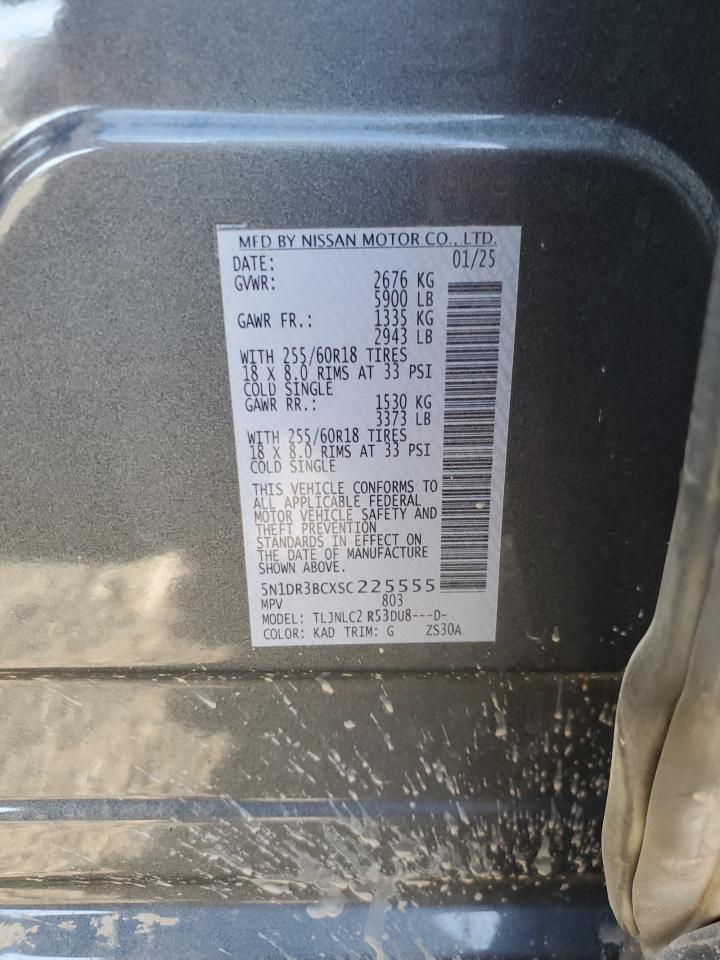 MFD BY NISSAN MOTOR CO., LTD.
DATE: 01/25
GVWR: 2676 KG
5900 LB
GAWR FR.: 1335 KG
2943 LB
WITH 255/60R18 TIRES
18 X 8.0 RIMS AT 33 PSI
COLD SINGLE
GAWR RR.: 1530 KG
3373 LB
WITH 255/60R18 TIRES
18 X 8.0 RIMS AT 33 PSI
COLD SINGLE
THIS VEHICLE CONFORMS TO
ALL APPLICABLE FEDERAL
MOTOR VEHICLE SAFETY AND
THEFT PREVENTION
STANDARDS IN EFFECT ON
THE DATE OF MANUFACTURE
SHOWN ABOVE.
5N1DR3BCXSC225555
MPV 803
MODEL: TLJNLC2 R53DU8---D-
COLOR: KAD TRIM: G ZS30A